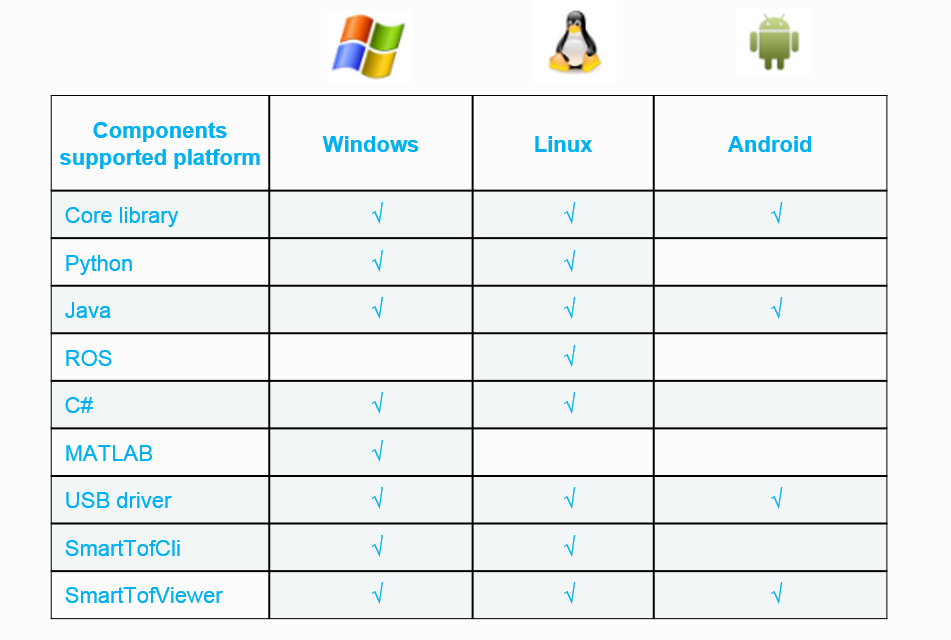 Components
supported platform
Windows
Linux
Android
Core library √ √ √
Python √ √
Java √ √ √
ROS √
C# √ √
MATLAB √
USB driver √ √ √
SmartTofCli √ √
SmartTofViewer √ √ √